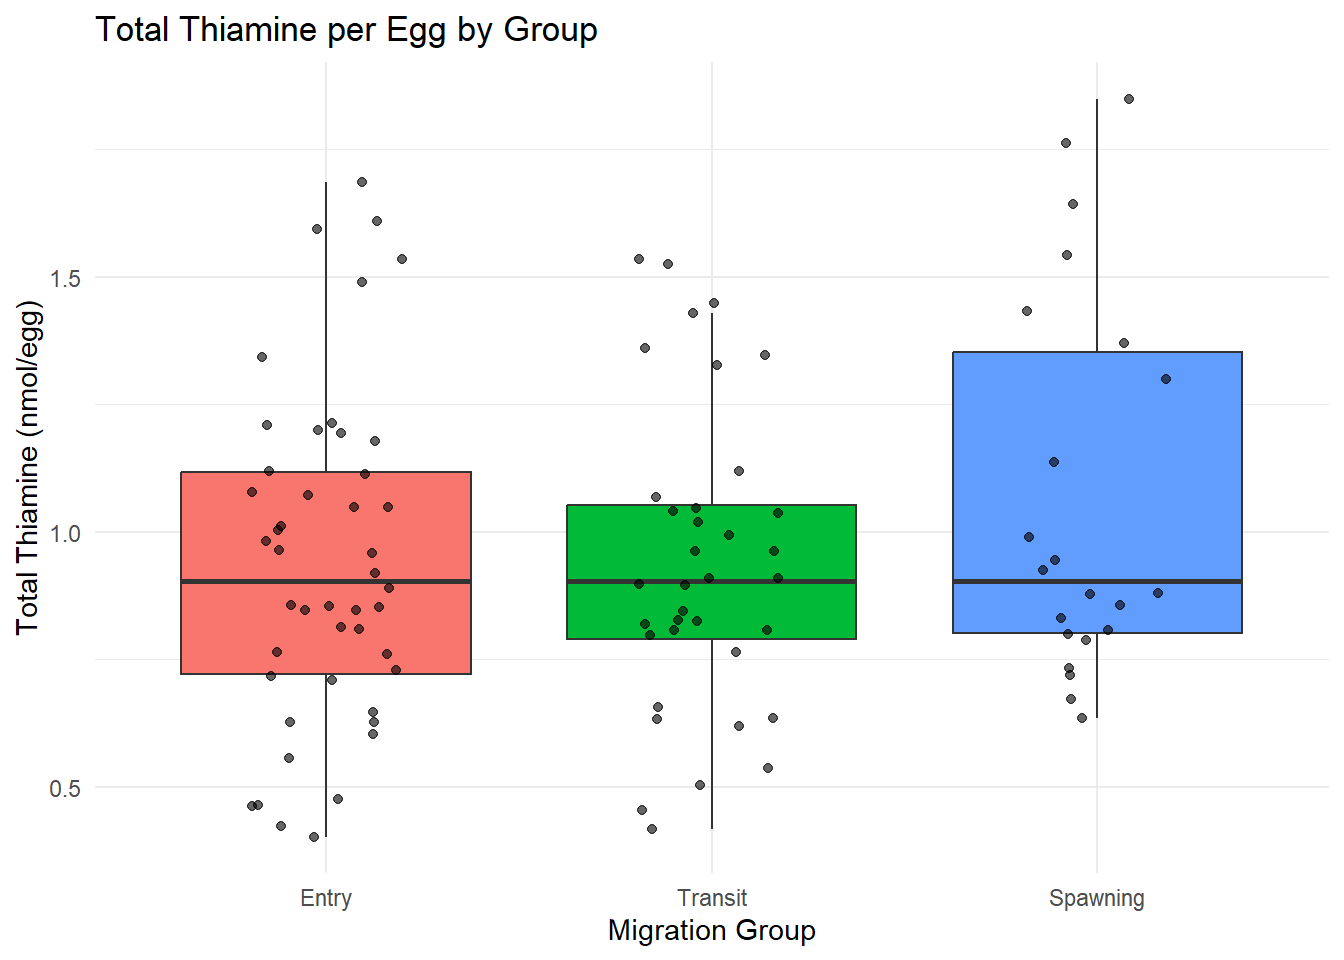 Total Thiamine per Egg by Group
Total Thiamine (nmol/egg)
1.5
1.0
0.5
Entry
Transit
Spawning
Migration Group